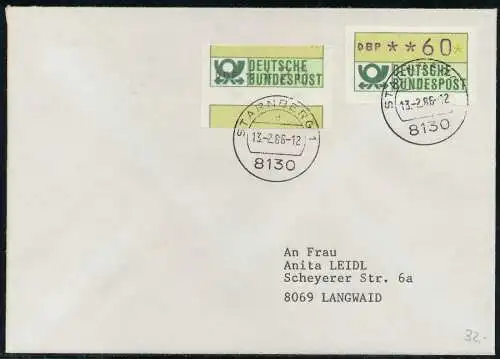 DEUTSCHE
BUNDESPOST
DBP **60*
DEUTSCHE
BUNDESPOST
STARNBERG 1
13.-2.86-12
8130
ST
13.-2.86-12
8130
An Frau
Anita LEIDL
Scheyerer Str. 6a
8069 LANGWAID
32.-